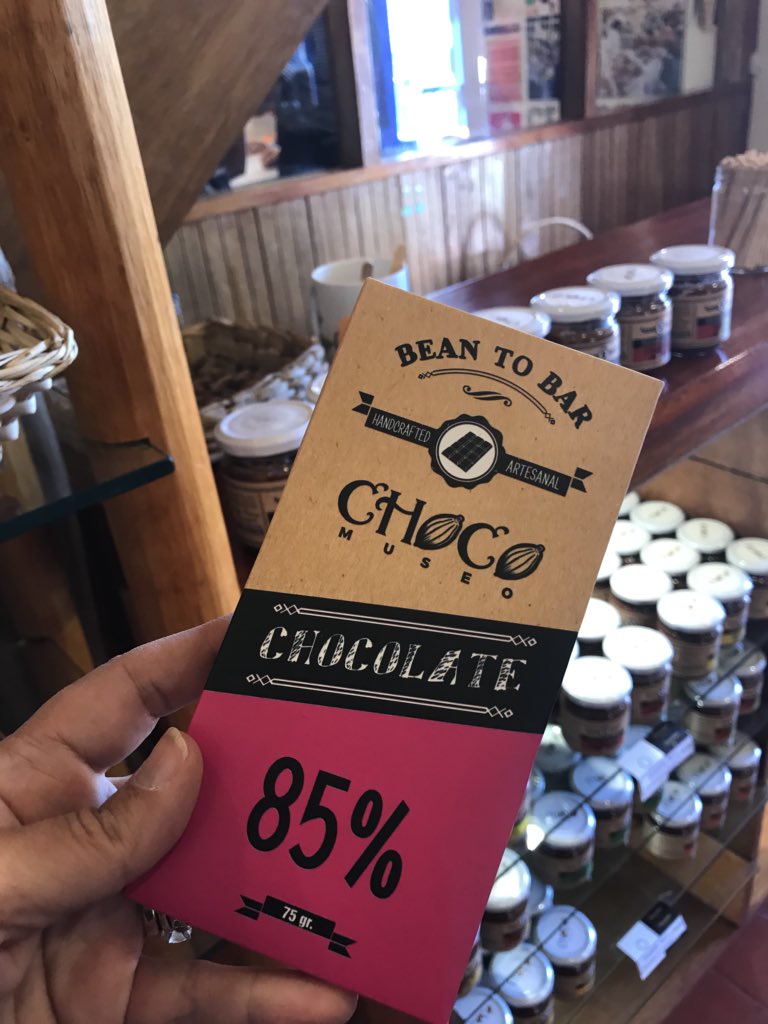 BEAN TO BAR
HANDCRAFTED ARTESANAL
CHOCO
MUSEO
CHOCOLATE
85%
75 gr.